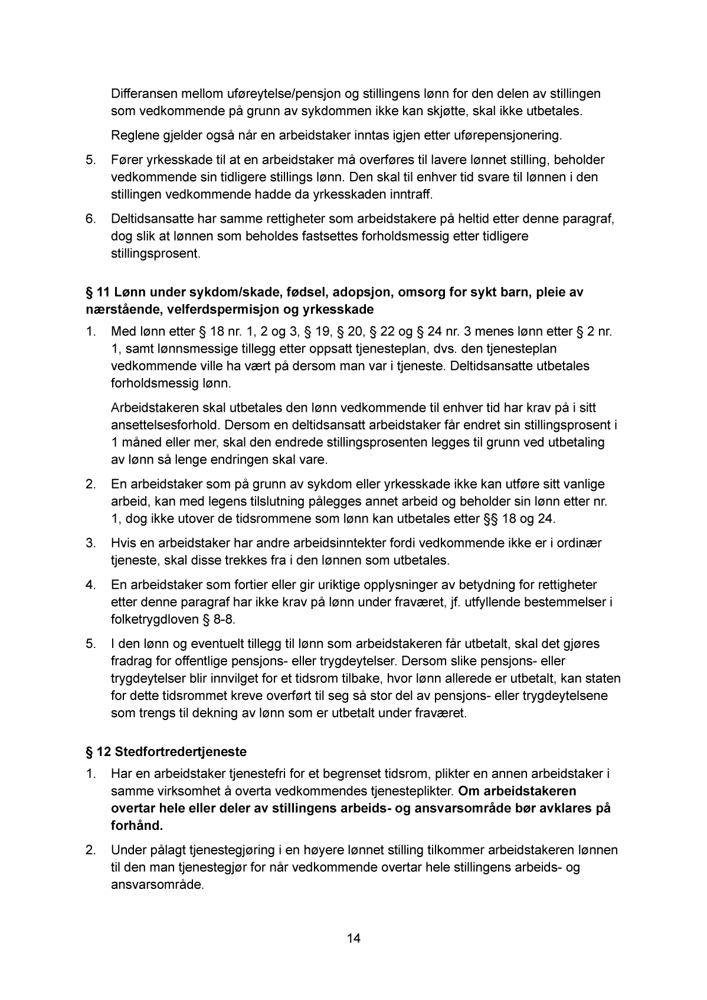 Differansen mellom uføreytelse/pensjon og stillingens lønn for den delen av stillingen
som vedkommende på grunn av sykdommen ikke kan skjøtte, skal ikke utbetales.
Reglene gjelder også når en arbeidstaker inntas igjen etter uførepensjonering.
5. Fører yrkesskade til at en arbeidstaker må overføres til lavere lønnet stilling, beholder
vedkommende sin tidligere stillings lønn. Den skal til enhver tid svare til lønnen i den
stillingen vedkommende hadde da yrkesskaden inntraff.
6. Deltidsansatte har samme rettigheter som arbeidstakere på heltid etter denne paragraf,
dog slik at lønnen som beholdes fastsettes forholdsmessig etter tidligere
stillingsprosent.
§ 11 Lønn under sykdom/skade, fødsel, adopsjon, omsorg for sykt barn, pleie av
nærstående, velferdspermisjon og yrkesskade
1. Med lønn etter § 18 nr. 1, 2 og 3, § 19, § 20, § 22 og § 24 nr. 3 menes lønn etter § 2 nr.
1, samt lønnsmessige tillegg etter oppsatt tjenesteplan, dvs. den tjenesteplan
vedkommende ville ha vært på dersom man var i tjeneste. Deltidsansatte utbetales
forholdsmessig lønn.
Arbeidstakeren skal utbetales den lønn vedkommende til enhver tid har krav på i sitt
ansettelsesforhold. Dersom en deltidsansatt arbeidstaker får endret sin stillingsprosent i
1 måned eller mer, skal den endrede stillingsprosenten legges til grunn ved utbetaling
av lønn så lenge endringen skal vare.
2. En arbeidstaker som på grunn av sykdom eller yrkesskade ikke kan utføre sitt vanlige
arbeid, kan med legens tilslutning pålegges annet arbeid og beholder sin lønn etter nr.
1, dog ikke utover de tidsrommene som lønn kan utbetales etter §§ 18 og 24.
3. Hvis en arbeidstaker har andre arbeidsinntekter fordi vedkommende ikke er i ordinær
tjeneste, skal disse trekkes fra i den lønnen som utbetales.
4. En arbeidstaker som fortier eller gir uriktige opplysninger av betydning for rettigheter
etter denne paragraf har ikke krav på lønn under fraværet, jf. utfyllende bestemmelser i
folketrygdloven § 8-8.
5. I den lønn og eventuelt tillegg til lønn som arbeidstakeren får utbetalt, skal det gjøres
fradrag for offentlige pensjons- eller trygdeytelser. Dersom slike pensjons- eller
trygdeytelser blir innvilget for et tidsrom tilbake, hvor lønn allerede er utbetalt, kan staten
for dette tidsrommet kreve overført til seg så stor del av pensjons- eller trygdeytelsene
som trengs til dekning av lønn som er utbetalt under fraværet.
§ 12 Stedfortredertjeneste
1. Har en arbeidstaker tjenestefri for et begrenset tidsrom, plikter en annen arbeidstaker i
samme virksomhet å overta vedkommendes tjenesteplikter. Om arbeidstakeren
overtar hele eller deler av stillingens arbeids- og ansvarsområde bør avklares på
forhånd.
2. Under pålagt tjenestegjøring i en høyere lønnet stilling tilkommer arbeidstakeren lønnen
til den man tjenestegjør for når vedkommende overtar hele stillingens arbeids- og
ansvarsområde.
14